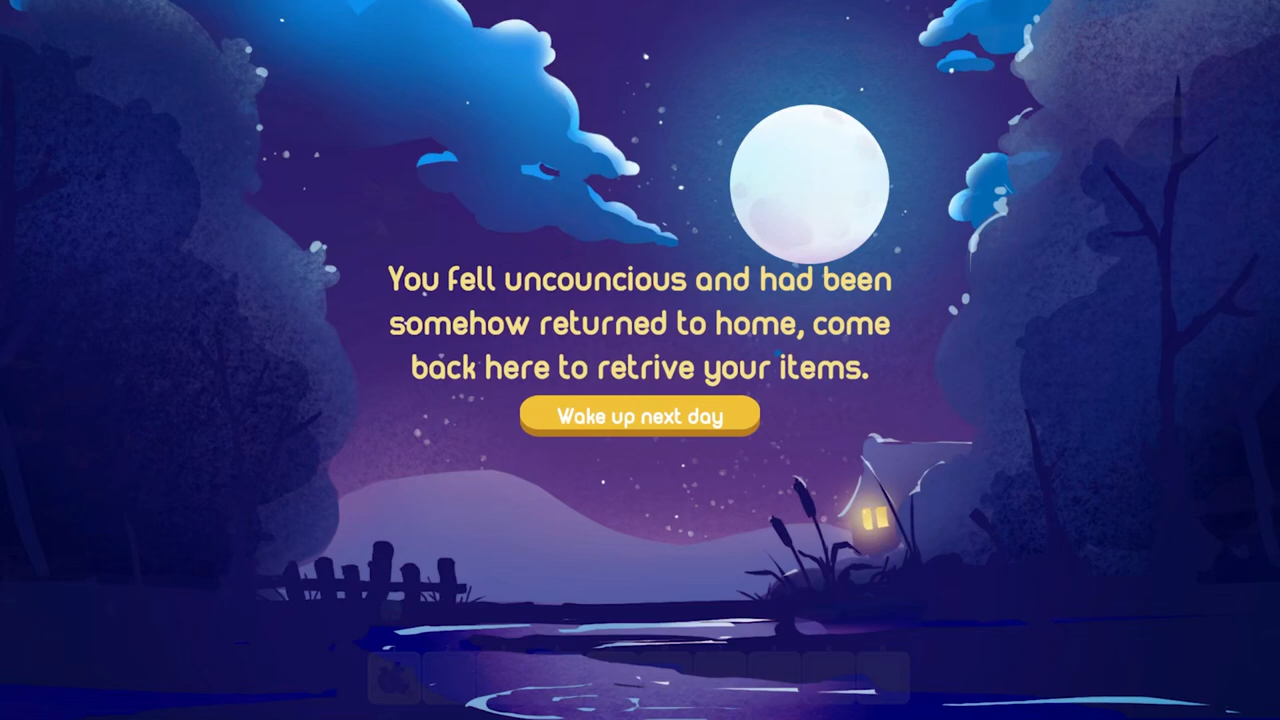 You fell uncouncious and had been
somehow returned to home, come
back here to retrive your items.
Wake up next day